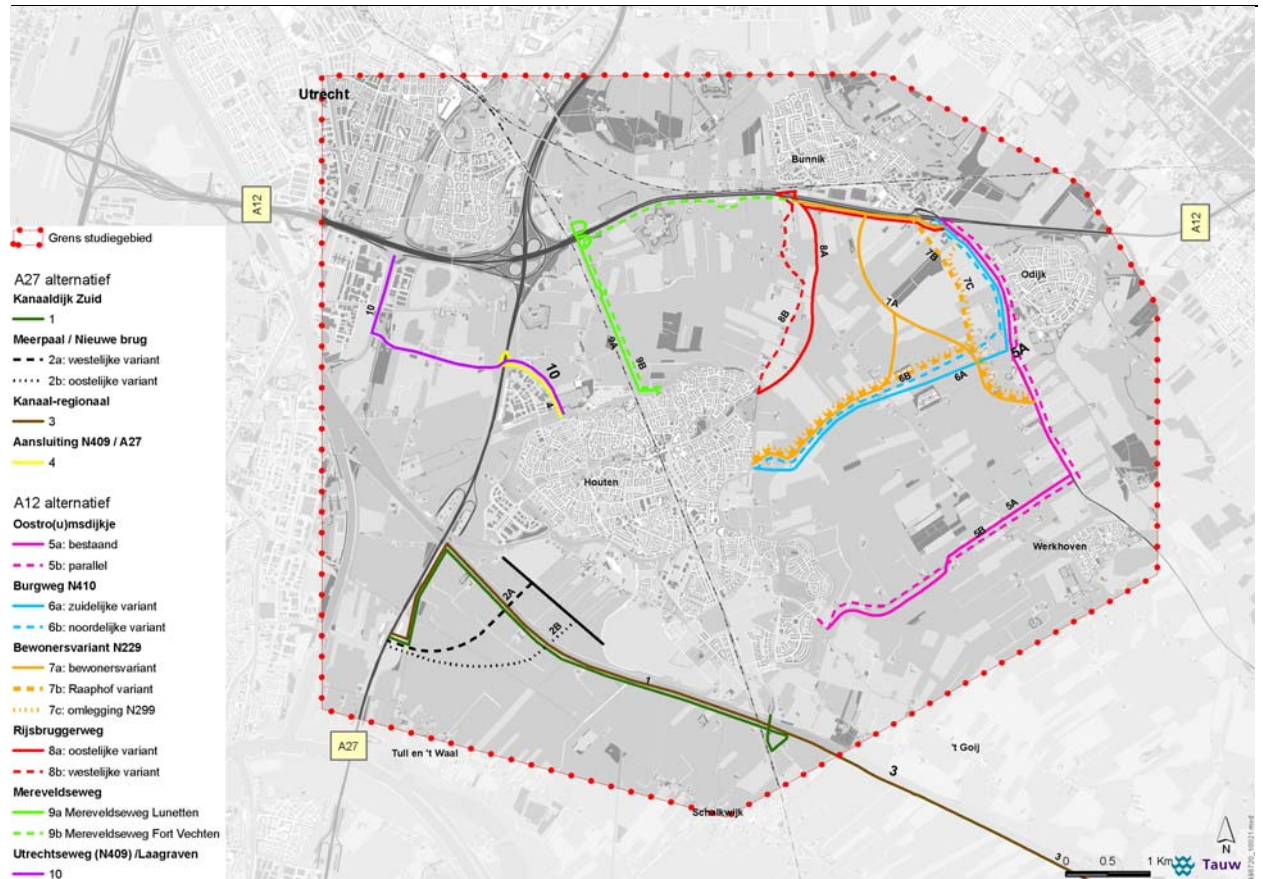 Utrecht
Bunnik
A12
A12
Grens studiegebied
Odijk
8A
7B
7C
7A
8B
10
9A
9B
5A
10
4
6B
6A
A27 alternatief
Kanaaldijk Zuid
1
Meerpaal / Nieuwe brug
2a: westelijke variant
2b: oostelijke variant
Kanaal-regionaal
3
Aansluiting N409 / A27
4
Houten
5A
5B
Werkhoven
A12 alternatief
Oostro(u)msdijkje
5a: bestaand
5b: parallel
Burgweg N410
6a: zuidelijke variant
6b: noordelijke variant
Bewonersvariant N229
7a: bewonersvariant
7b: Raaphof variant
7c: omlegging N299
Rijsbruggerweg
8a: oostelijke variant
8b: westelijke variant
Mereveldseweg
9a Mereveldseweg Lunetten
9b Mereveldseweg Fort Vechten
Utrechtseweg (N409) /Laagraven
10
2A
2B
1
A27
Tull en 't Waal
't Goij
3
Schalkwijk
3
N
0 0.5 1 Km
Tauw